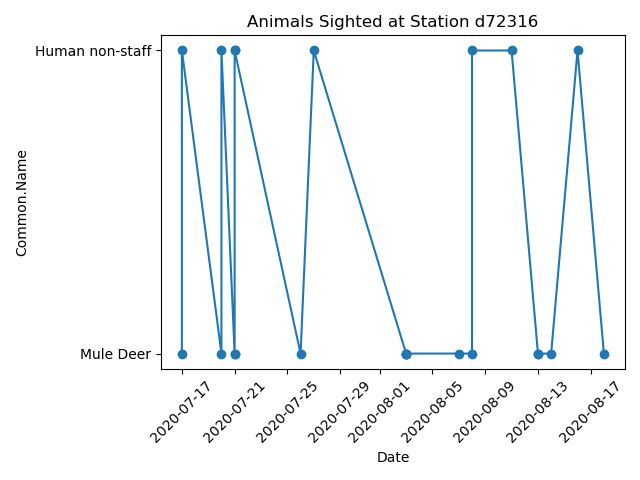 Animals Sighted at Station d72316
Human non-staff
Common.Name
Mule Deer
2020-07-17
2020-07-21
2020-07-25
2020-07-29
2020-08-01
2020-08-05
2020-08-09
2020-08-13
2020-08-17
Date